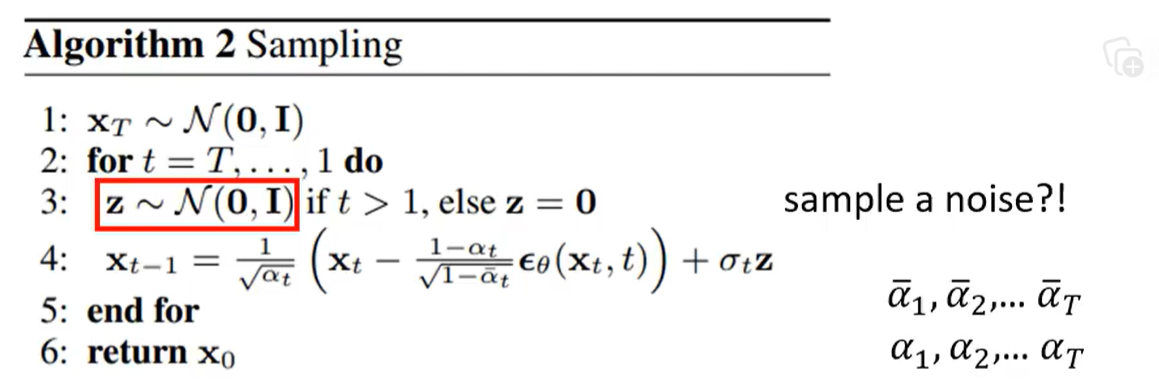 Algorithm 2 Sampling
1: x_T ∼ 𝒩(0, I)
2: for t = T, . . . , 1 do
3: z ∼ 𝒩(0, I) if t > 1, else z = 0
sample a noise?!
4: x_{t−1} = 1/√α_t (x_t − (1−α_t)/√(1−ᾱ_t) ϵ_θ(x_t, t)) + σ_t z
ᾱ_1, ᾱ_2,... ᾱ_T
5: end for
α_1, α_2,... α_T
6: return x_0